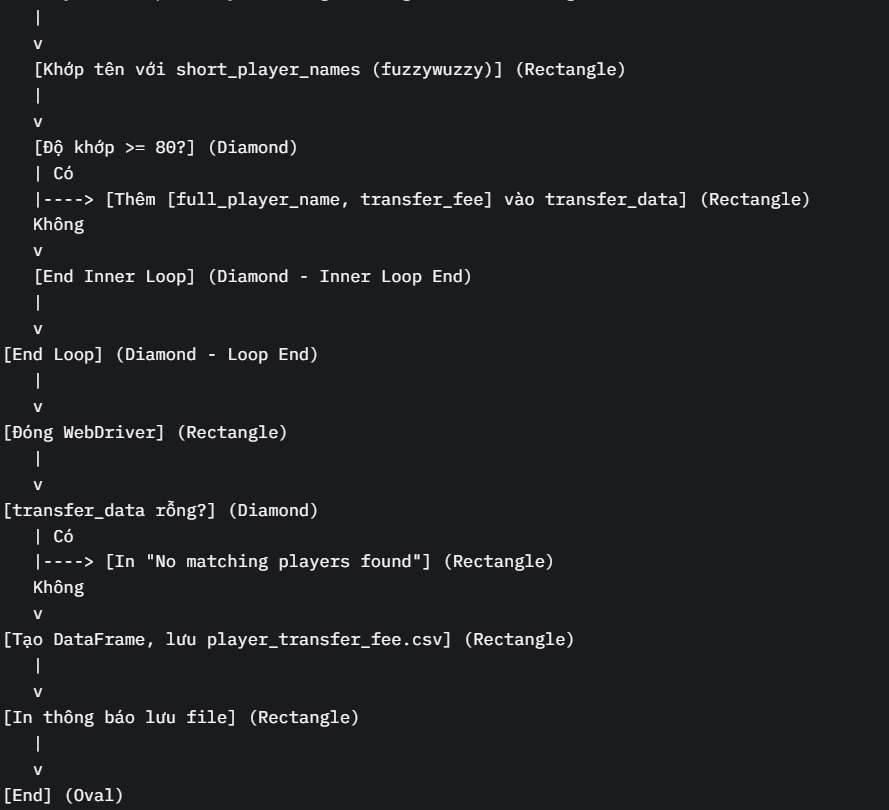 |
v
[Khớp tên với short_player_names (fuzzywuzzy)] (Rectangle)
|
v
[Độ khớp >= 80?] (Diamond)
| Có
|----> [Thêm [full_player_name, transfer_fee] vào transfer_data] (Rectangle)
Không
v
[End Inner Loop] (Diamond - Inner Loop End)
|
v
[End Loop] (Diamond - Loop End)
|
v
[Đóng WebDriver] (Rectangle)
|
v
[transfer_data rỗng?] (Diamond)
| Có
|----> [In "No matching players found"] (Rectangle)
Không
v
[Tạo DataFrame, lưu player_transfer_fee.csv] (Rectangle)
|
v
[In thông báo lưu file] (Rectangle)
|
v
[End] (Oval)